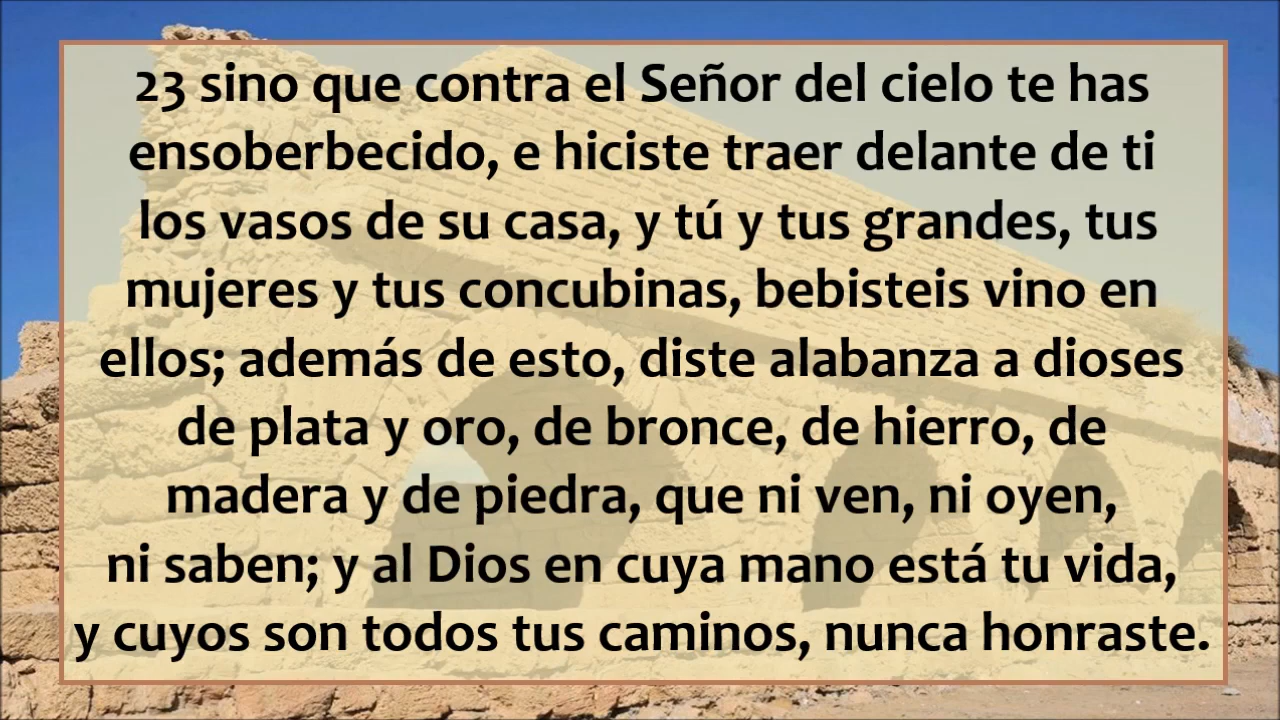 23 sino que contra el Señor del cielo te has
ensoberbecido, e hiciste traer delante de ti
los vasos de su casa, y tú y tus grandes, tus
mujeres y tus concubinas, bebisteis vino en
ellos; además de esto, diste alabanza a dioses
de plata y oro, de bronce, de hierro, de
madera y de piedra, que ni ven, ni oyen,
ni saben; y al Dios en cuya mano está tu vida,
y cuyos son todos tus caminos, nunca honraste.